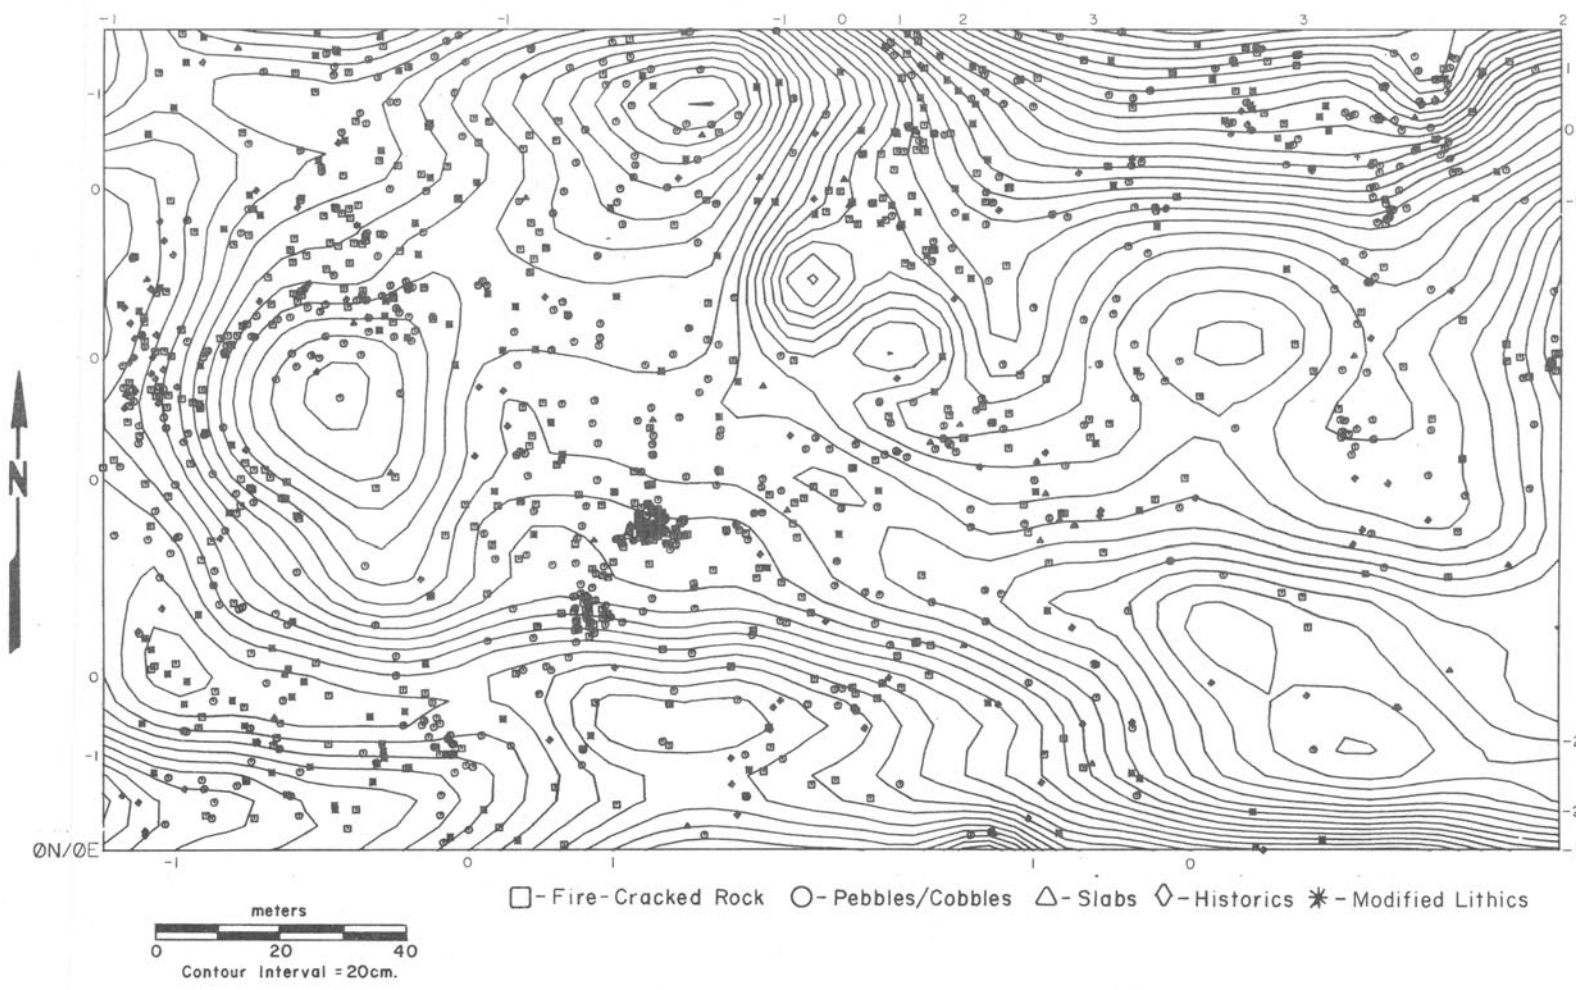 -1 -1 -1 0 1 2 3 3 2
1
-1
0
0
-
0
0
N
0
-1
-2
-2
ØN/ØE
-
-1 0 1 1 0
□-Fire-Cracked Rock ○-Pebbles/Cobbles △-Slabs ◇-Historics ✳-Modified Lithics
meters
0 20 40
Contour Interval = 20cm.